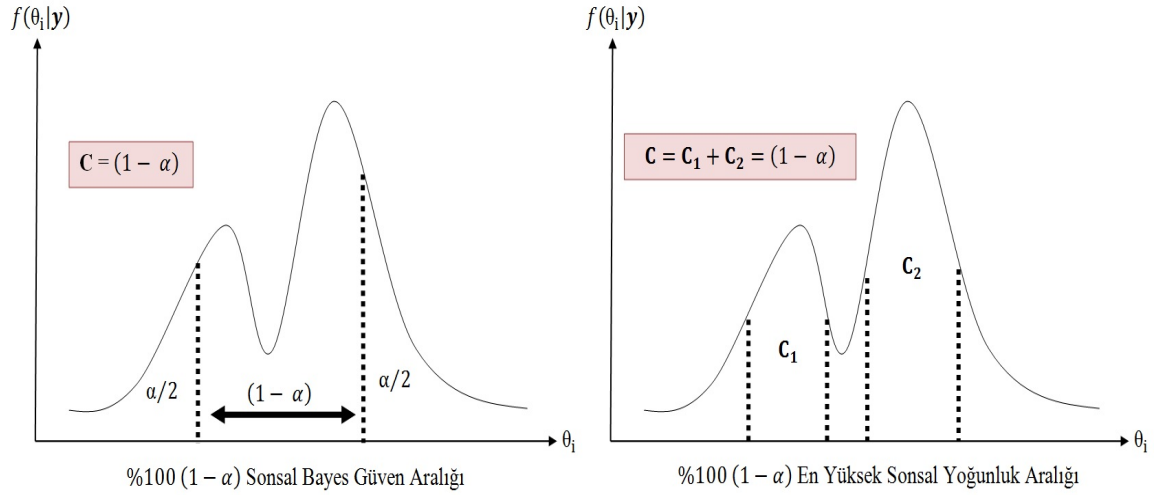 f(θᵢ|y)
C = (1 − α)
α/2
(1 − α)
α/2
θᵢ
%100 (1 − α) Sonsal Bayes Güven Aralığı
f(θᵢ|y)
C = C₁ + C₂ = (1 − α)
C₂
C₁
θᵢ
%100 (1 − α) En Yüksek Sonsal Yoğunluk Aralığı